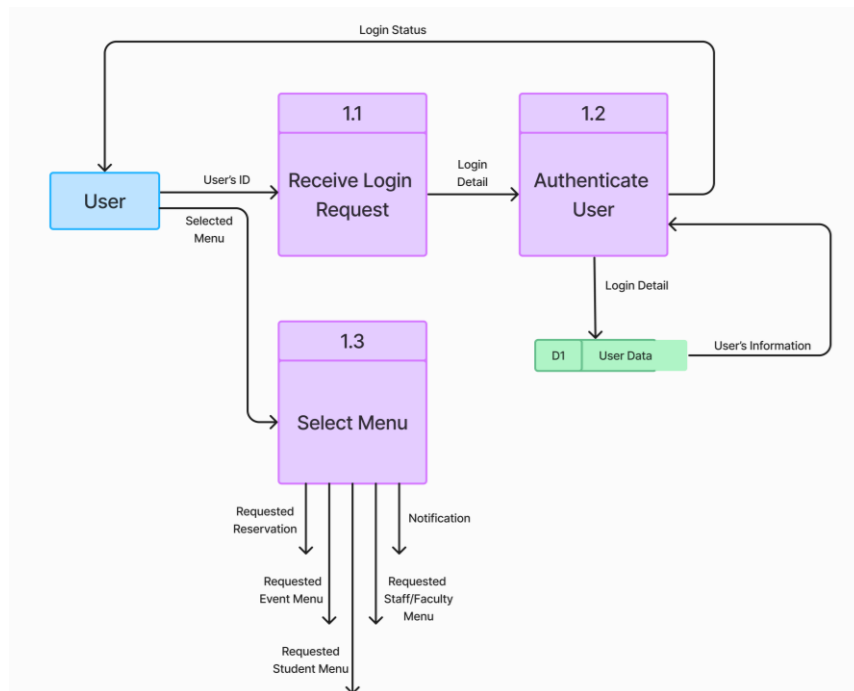 Login Status
1.1
1.2
User
User's ID
Receive Login
Request
Login
Detail
Authenticate
User
Selected
Menu
Login Detail
D1
User Data
User's Information
1.3
Select Menu
Requested
Reservation
Notification
Requested
Event Menu
Requested
Staff/Faculty
Menu
Requested
Student Menu